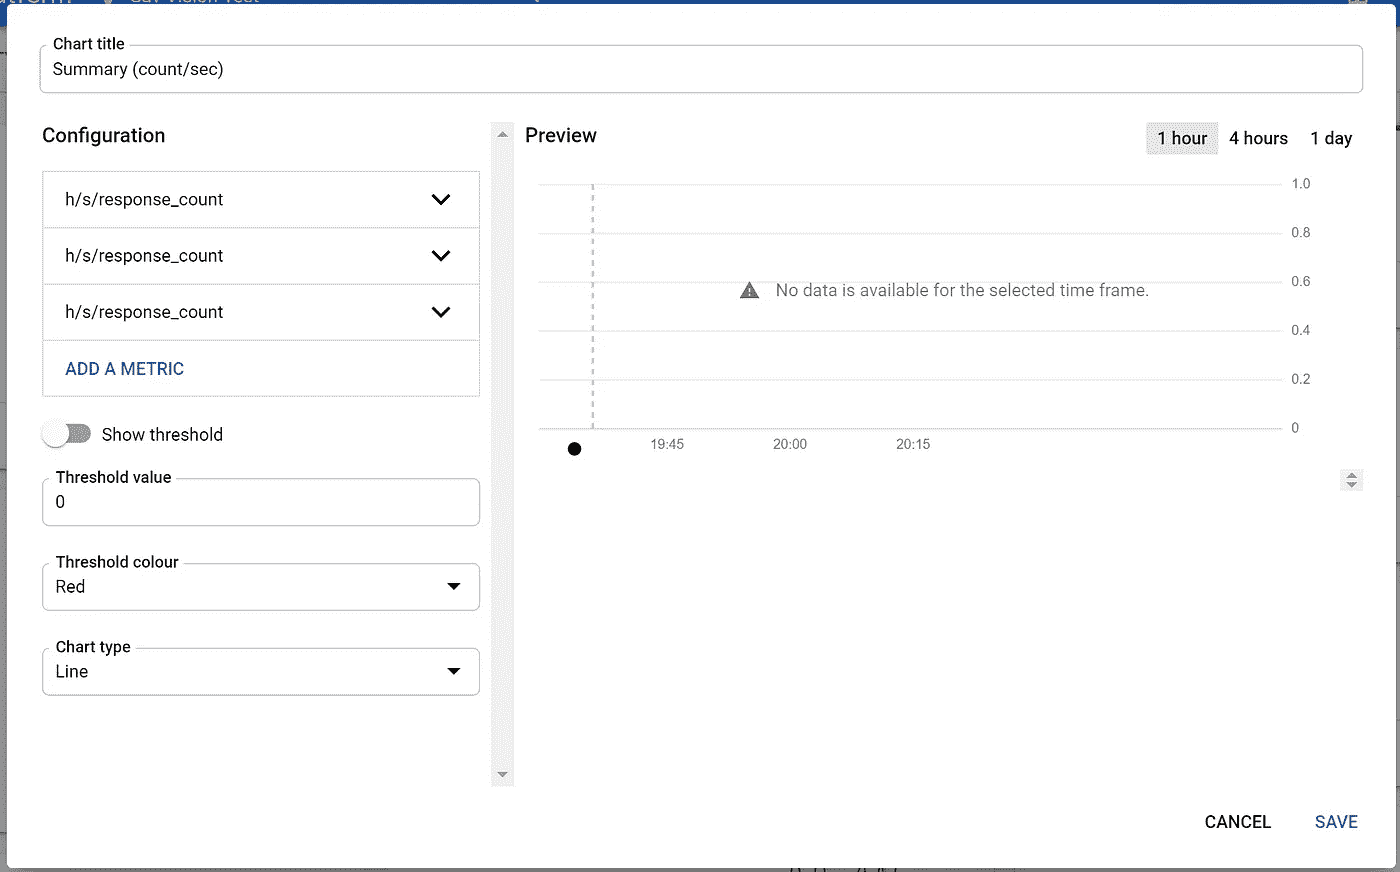 Chart title
Summary (count/sec)
Configuration
h/s/response_count
h/s/response_count
h/s/response_count
ADD A METRIC
Show threshold
Threshold value
0
Threshold colour
Red
Chart type
Line
Preview
1 hour 4 hours 1 day
1.0
0.8
No data is available for the selected time frame.
0.6
0.4
0.2
0
19:45 20:00 20:15
CANCEL SAVE